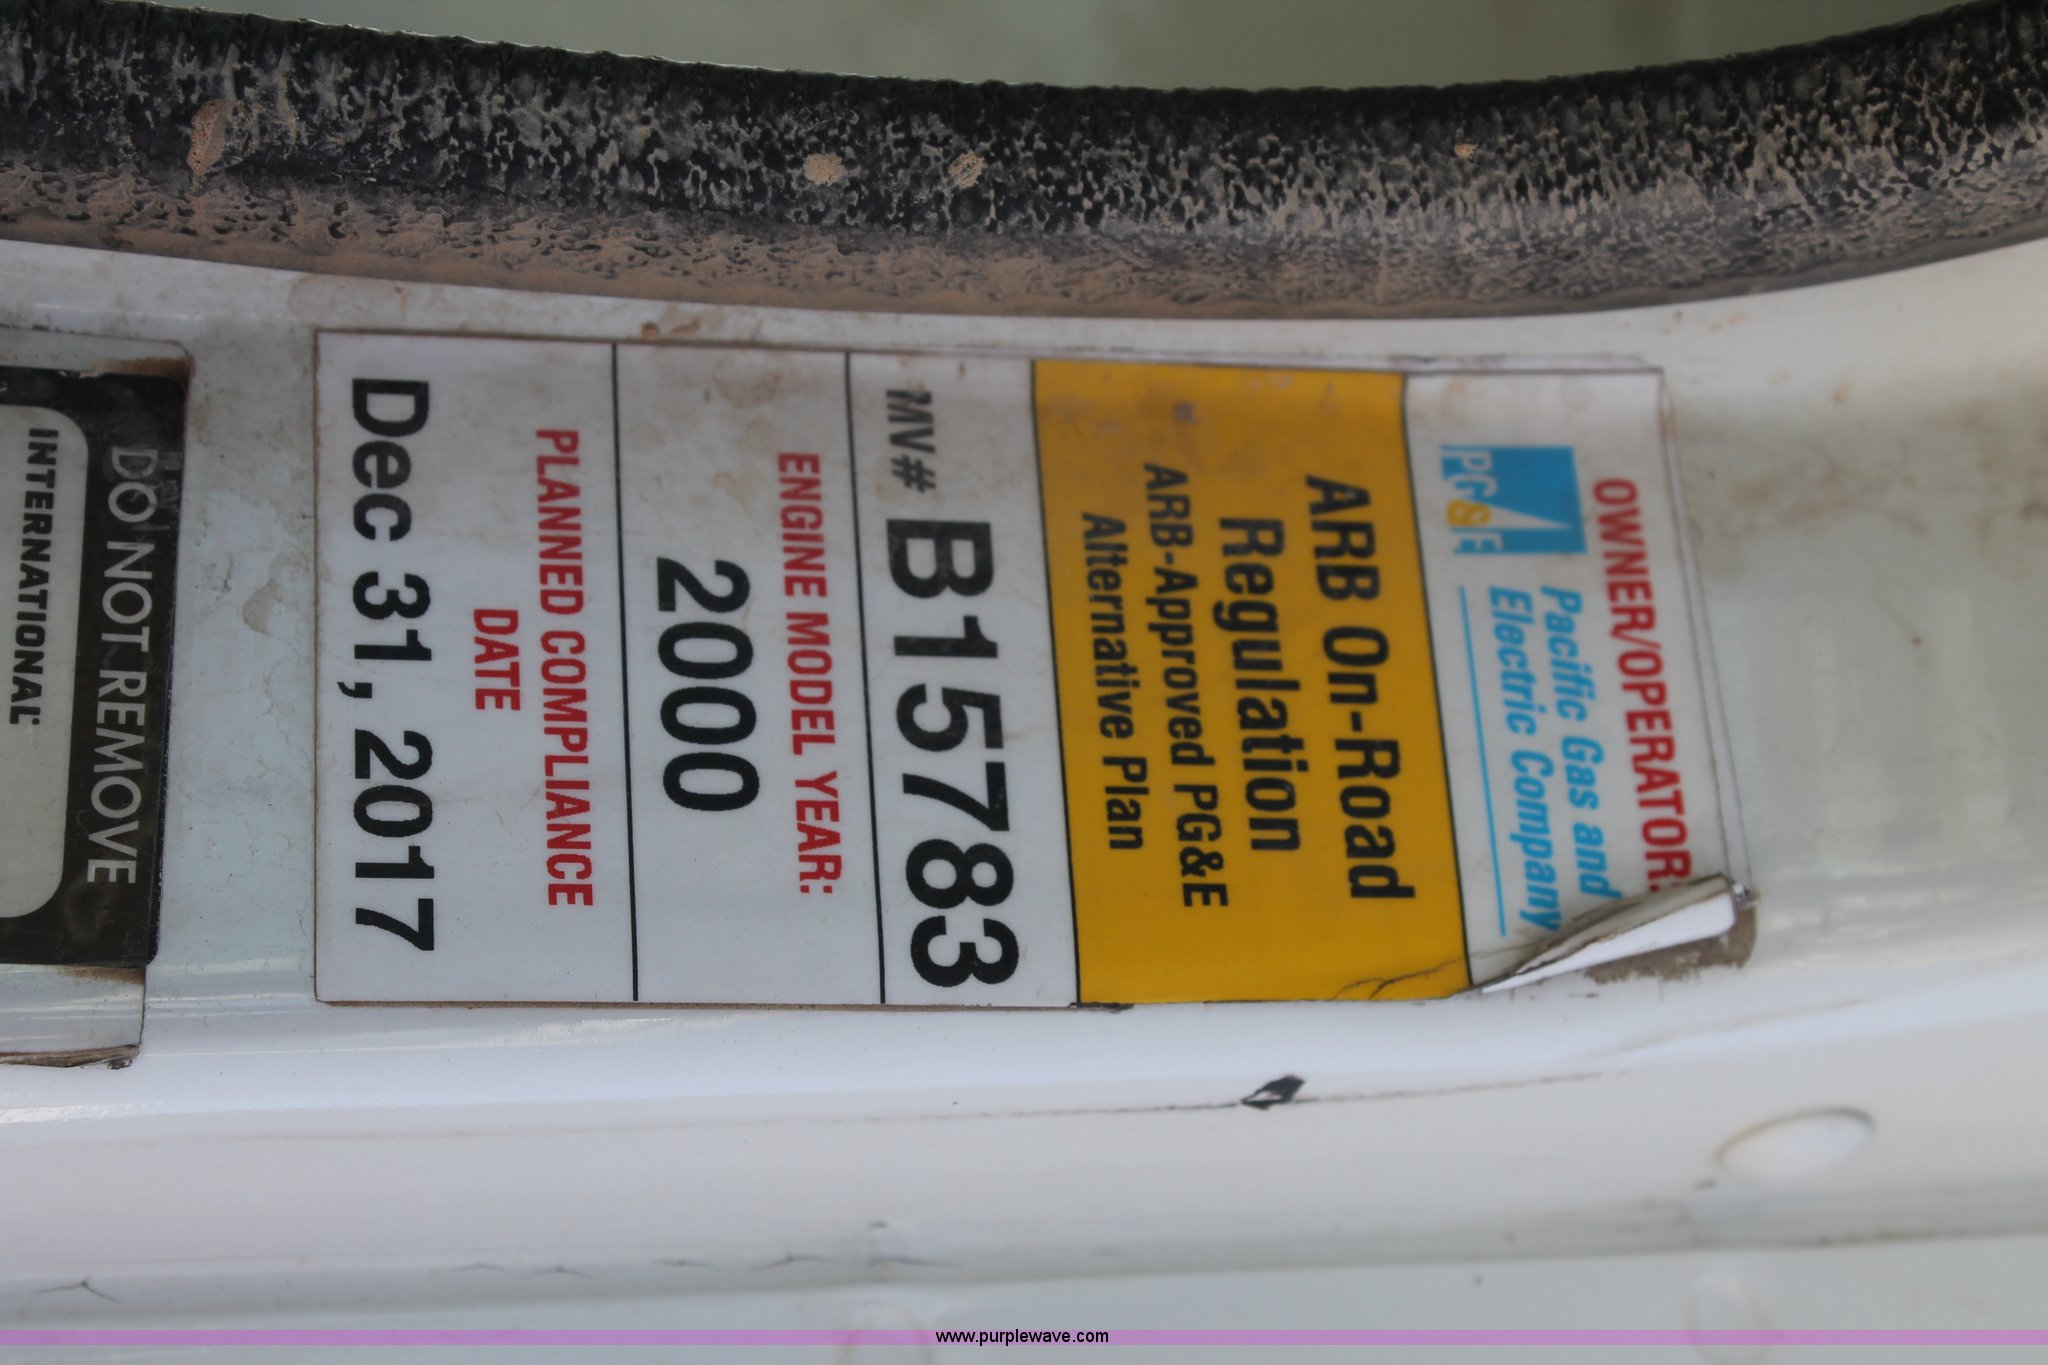 OWNER/OPERATOR:
PG&E
Pacific Gas and
Electric Company
ARB On-Road
Regulation
ARB-Approved PG&E
Alternative Plan
MV# B15783
ENGINE MODEL YEAR:
2000
PLANNED COMPLIANCE
DATE
Dec 31, 2017
DO NOT REMOVE
INTERNATIONAL
www.purplewave.com